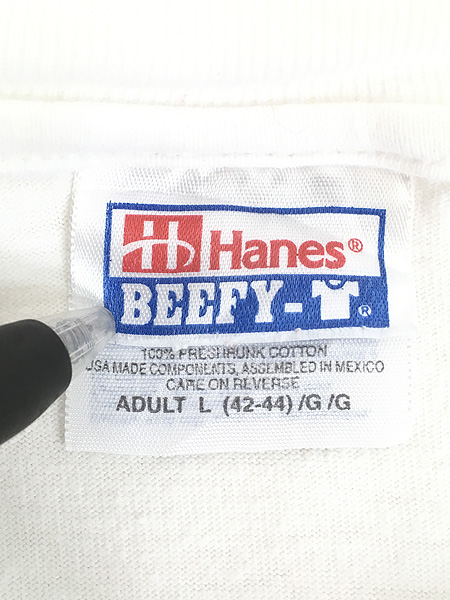 Hanes®
BEEFY-®
100% PRESHRUNK COTTON
USA MADE COMPONENTS, ASSEMBLED IN MEXICO
CARE ON REVERSE
ADULT L (42-44) /G /G